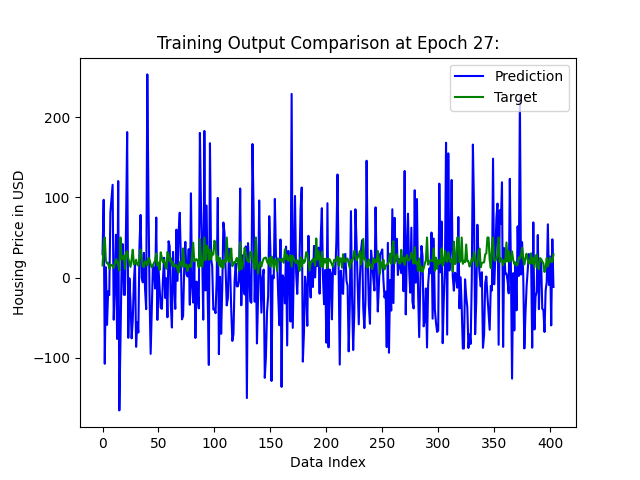 Training Output Comparison at Epoch 27:
Prediction
Target
200
100
0
−100
Housing Price in USD
0 50 100 150 200 250 300 350 400
Data Index